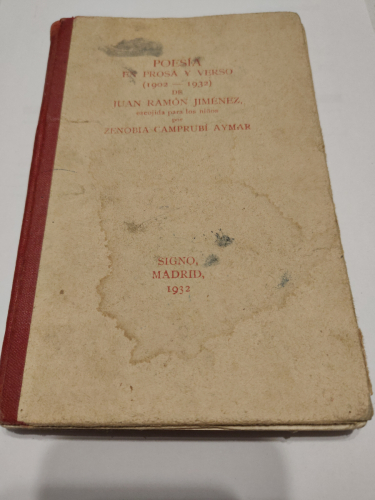 POESÍA
EN PROSA Y VERSO
(1902 — 1932)
DE
JUAN RAMÓN JIMÉNEZ,
escojida para los niños
por
ZENOBIA CAMPRUBÍ AYMAR
SIGNO,
MADRID,
1932